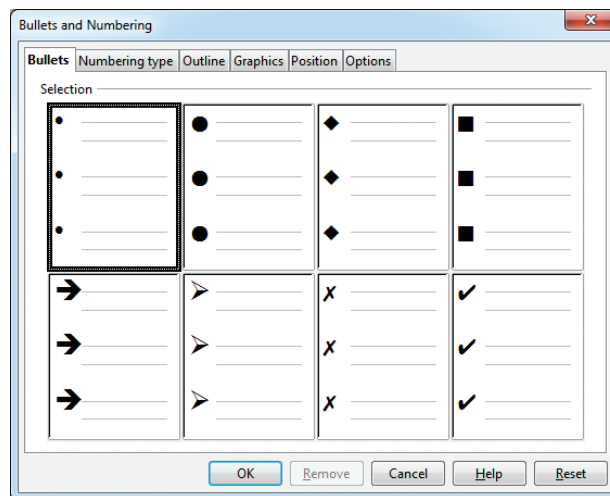 Bullets and Numbering
Bullets Numbering type Outline Graphics Position Options
Selection
OK Remove Cancel Help Reset